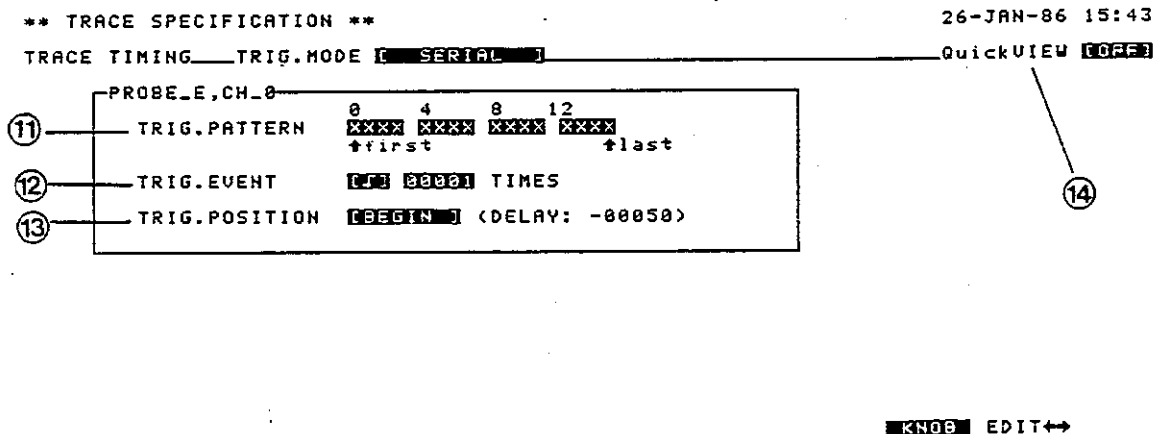 ** TRACE SPECIFICATION ** 26-JAN-86 15:43
TRACE TIMING___TRIG.MODE [ SERIAL ] QuickVIEW [OFF]
PROBE_E,CH_0
0 4 8 12
⑪ TRIG.PATTERN XXXX XXXX XXXX XXXX
↑first ↑last
⑫ TRIG.EVENT [⨍] 00001 TIMES
⑭
⑬ TRIG.POSITION [BEGIN ] (DELAY: -00050)
KNOB EDIT↔